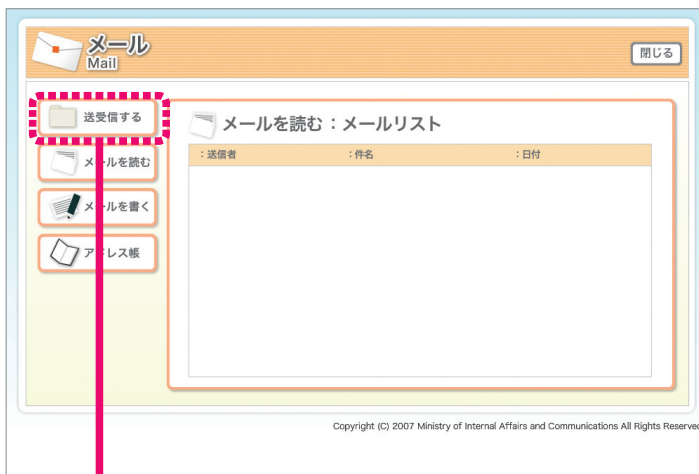 メール
Mail
閉じる
送受信する
メールを読む
メールを書く
アドレス帳
メールを読む：メールリスト
：送信者 ：件名 ：日付
Copyright (C) 2007 Ministry of Internal Affairs and Communications All Rights Reserved